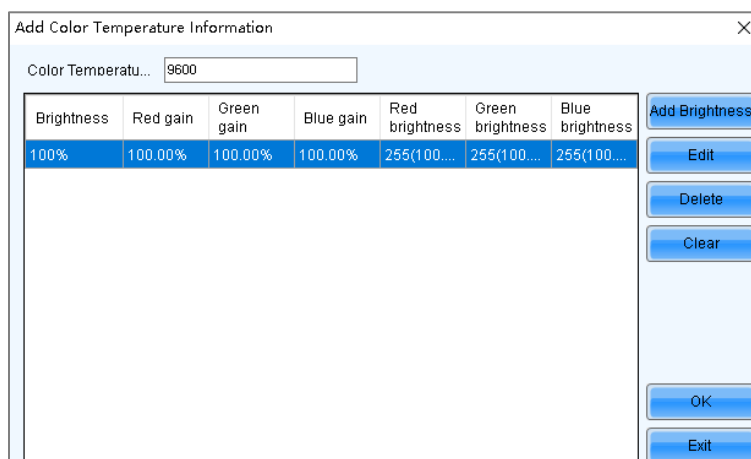 Add Color Temperature Information
Color Temperatu... 9600
Brightness Red gain Green gain Blue gain Red brightness Green brightness Blue brightness
100% 100.00% 100.00% 100.00% 255(100.... 255(100.... 255(100....
Add Brightness
Edit
Delete
Clear
OK
Exit